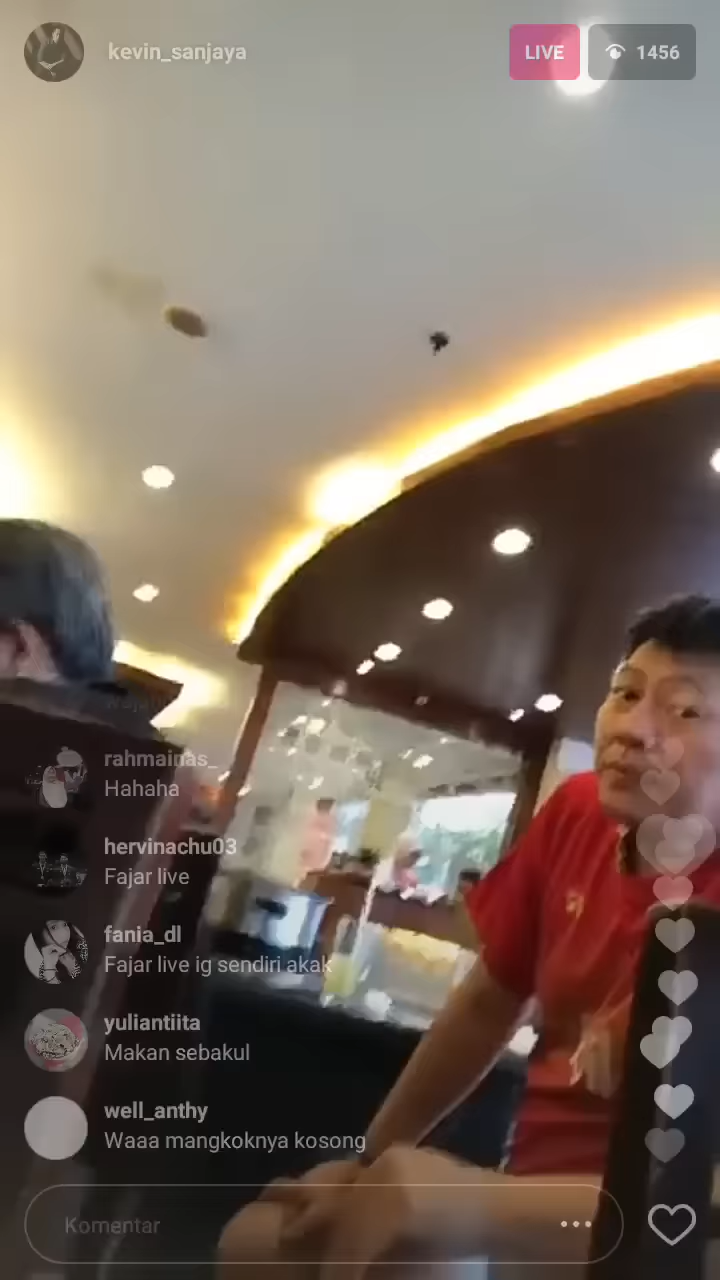 kevin_sanjaya
LIVE
1456
rahmainas_
Hahaha
hervinachu03
Fajar live
fania_dl
Fajar live ig sendiri akak
yuliantiita
Makan sebakul
well_anthy
Waaa mangkoknya kosong
Komentar